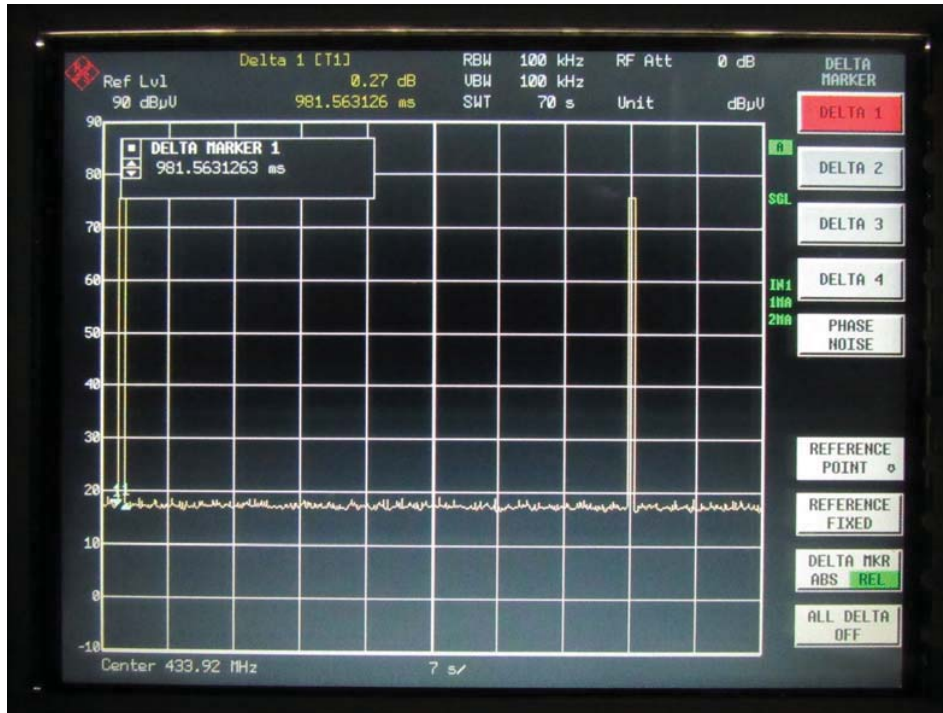 Delta 1 [T1]
RBW 100 kHz
RF Att 0 dB
Ref Lvl
0.27 dB
VBW 100 kHz
90 dBµV
981.563126 ms
SWT 70 s
Unit dBµV
DELTA
MARKER
DELTA 1
DELTA 2
DELTA 3
DELTA 4
PHASE
NOISE
REFERENCE
POINT
REFERENCE
FIXED
DELTA MKR
ABS REL
ALL DELTA
OFF
90
80
70
60
50
40
30
20
10
0
-10
DELTA MARKER 1
981.5631263 ms
A
SGL
IN1
1MA
2MA
1
Center 433.92 MHz
7 s/